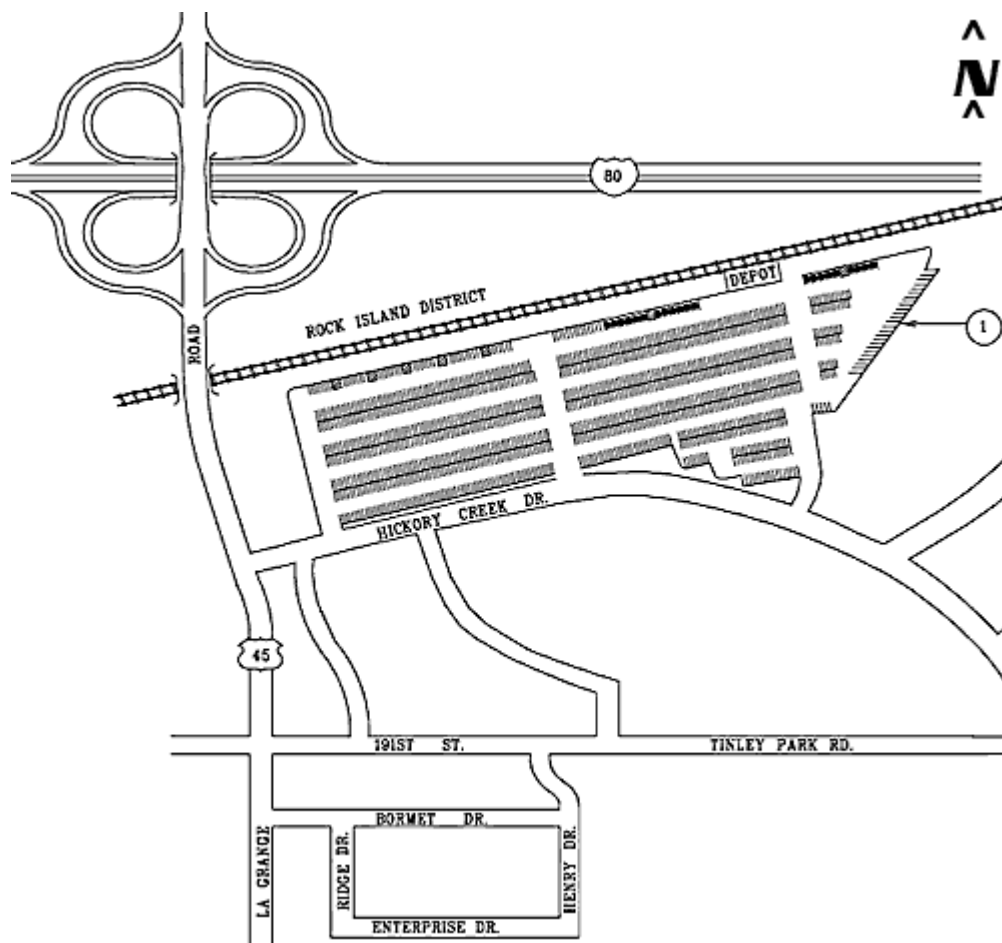 N
80
DEPOT
ROCK ISLAND DISTRICT
1
ROAD
HICKORY CREEK DR.
45
191ST ST.
TINLEY PARK RD.
BORMET DR.
LA GRANGE
RIDGE DR.
HENRY DR.
ENTERPRISE DR.